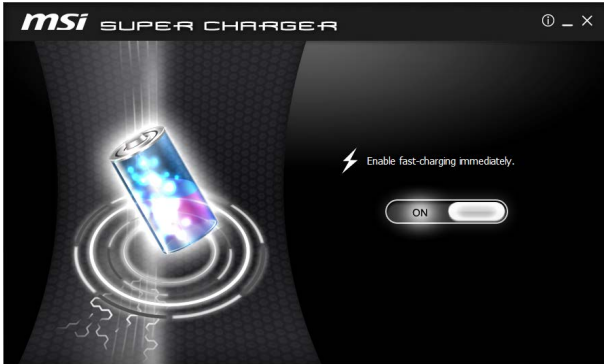 msi SUPER CHARGER
Enable fast-charging immediately.
ON